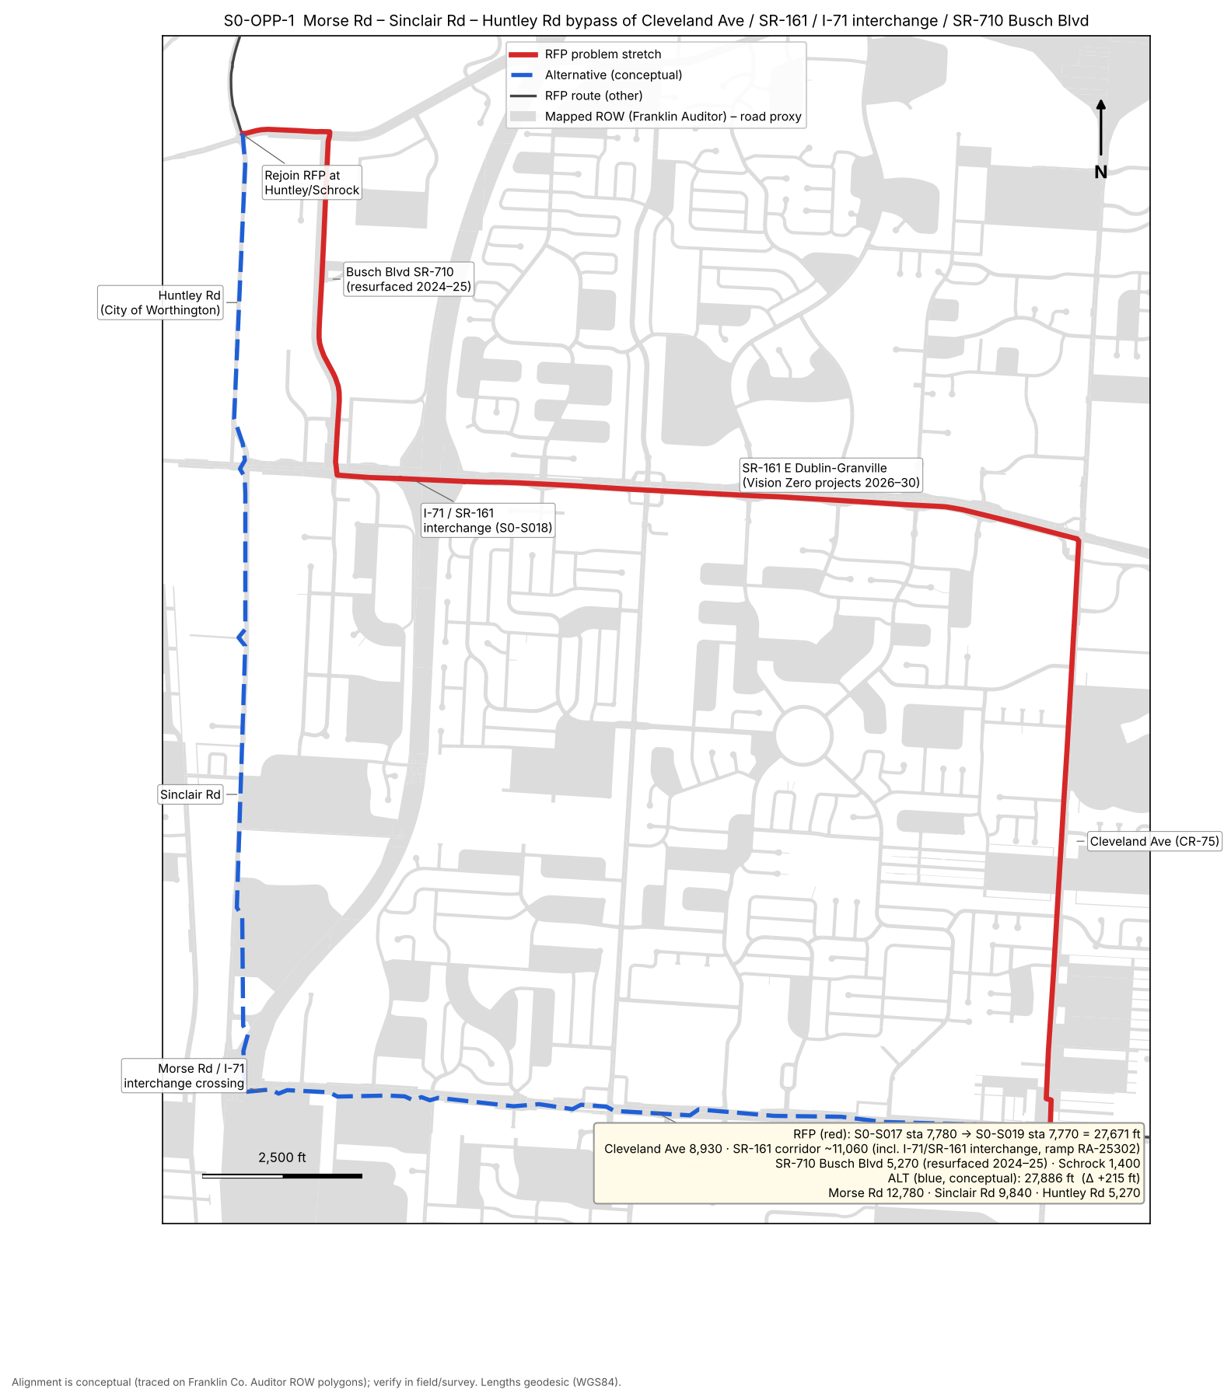 S0-OPP-1  Morse Rd – Sinclair Rd – Huntley Rd bypass of Cleveland Ave / SR-161 / I-71 interchange / SR-710 Busch Blvd
RFP problem stretch
Alternative (conceptual)
RFP route (other)
Mapped ROW (Franklin Auditor) – road proxy
N
Rejoin RFP at
Huntley/Schrock
Busch Blvd SR-710
(resurfaced 2024–25)
Huntley Rd
(City of Worthington)
SR-161 E Dublin-Granville
(Vision Zero projects 2026–30)
I-71 / SR-161
interchange (S0-S018)
Sinclair Rd
Cleveland Ave (CR-75)
Morse Rd / I-71
interchange crossing
2,500 ft
RFP (red): S0-S017 sta 7,780 → S0-S019 sta 7,770 = 27,671 ft
Cleveland Ave 8,930 · SR-161 corridor ~11,060 (incl. I-71/SR-161 interchange, ramp RA-25302)
SR-710 Busch Blvd 5,270 (resurfaced 2024–25) · Schrock 1,400
ALT (blue, conceptual): 27,886 ft  (Δ +215 ft)
Morse Rd 12,780 · Sinclair Rd 9,840 · Huntley Rd 5,270
Alignment is conceptual (traced on Franklin Co. Auditor ROW polygons); verify in field/survey. Lengths geodesic (WGS84).